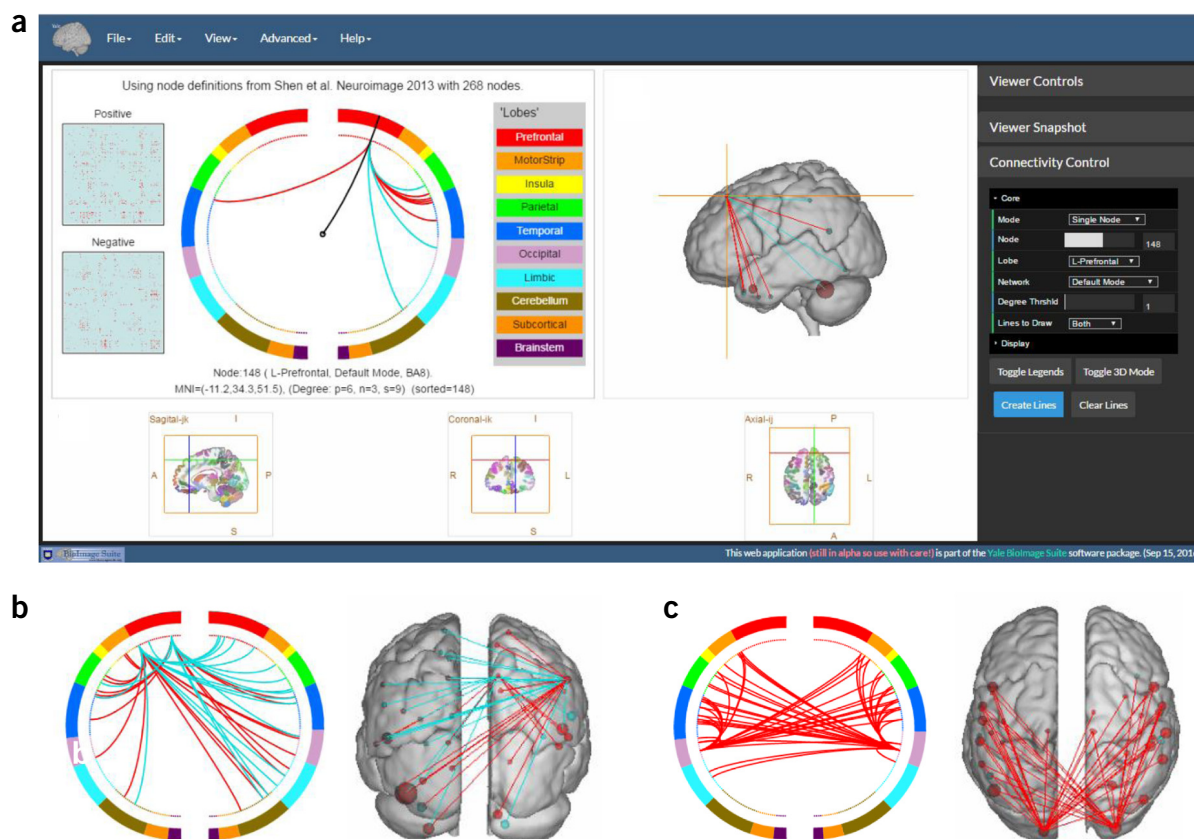 a
Yale
File
Edit
View
Advanced
Help
Using node definitions from Shen et al. Neuroimage 2013 with 268 nodes.
Positive
Negative
'Lobes'
Prefrontal
MotorStrip
Insula
Parietal
Temporal
Occipital
Limbic
Cerebellum
Subcortical
Brainstem
Node:148 ( L-Prefrontal, Default Mode, BA8).
MNI=(-11.2,34.3,51.5), (Degree: p=6, n=3, s=9) (sorted=148)
Sagital-jk I
A P
S
Coronal-ik I
R L
S
Axial-ij P
R L
A
Viewer Controls
Viewer Snapshot
Connectivity Control
Core
Mode Single Node
Node 148
Lobe L-Prefrontal
Network Default Mode
Degree Thrshld 1
Lines to Draw Both
Display
Toggle Legends Toggle 3D Mode
Create Lines Clear Lines
BioImage Suite
This web application (still in alpha so use with care!) is part of the Yale BioImage Suite software package. (Sep 15, 201
b
b
c